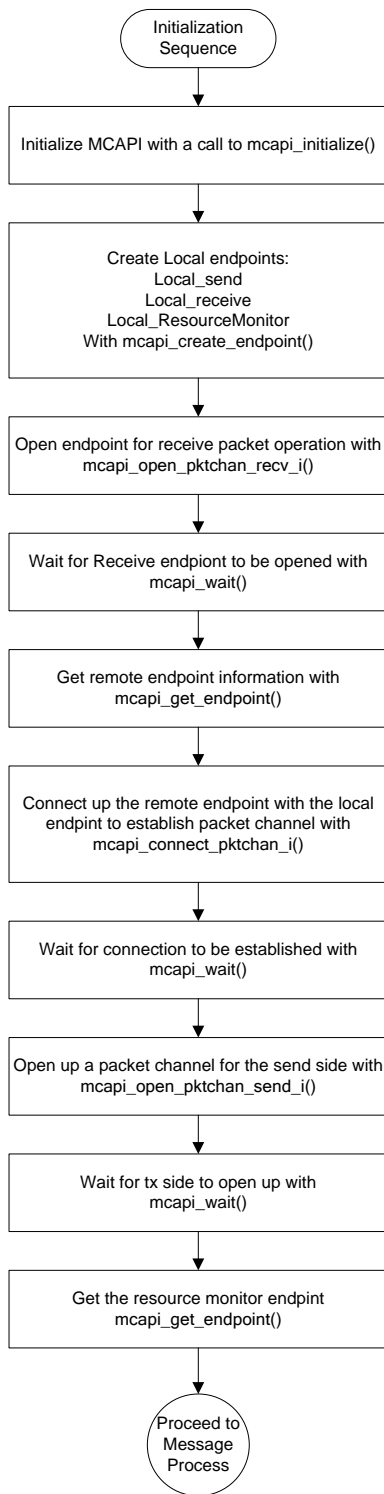 Initialization
Sequence
Initialize MCAPI with a call to mcapi_initialize()
Create Local endpoints:
Local_send
Local_receive
Local_ResourceMonitor
With mcapi_create_endpoint()
Open endpoint for receive packet operation with
mcapi_open_pktchan_recv_i()
Wait for Receive endpiont to be opened with
mcapi_wait()
Get remote endpoint information with
mcapi_get_endpoint()
Connect up the remote endpoint with the local
endpint to establish packet channel with
mcapi_connect_pktchan_i()
Wait for connection to be established with
mcapi_wait()
Open up a packet channel for the send side with
mcapi_open_pktchan_send_i()
Wait for tx side to open up with
mcapi_wait()
Get the resource monitor endpint
mcapi_get_endpoint()
Proceed to
Message
Process